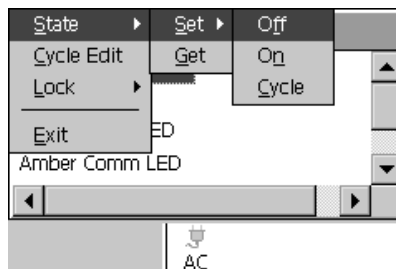 State Set Off
Cycle Edit Get On
Lock Cycle
Exit ED
Amber Comm LED
AC